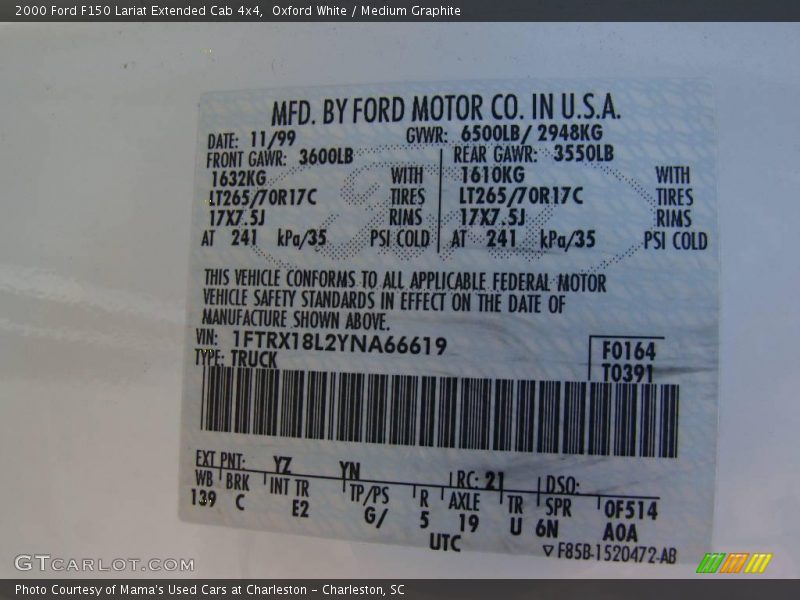 2000 Ford F150 Lariat Extended Cab 4x4,  Oxford White / Medium Graphite
MFD. BY FORD MOTOR CO. IN U.S.A.
DATE: 11/99 GVWR: 6500LB/ 2948KG
FRONT GAWR: 3600LB REAR GAWR: 3550LB
1632KG WITH 1610KG WITH
LT265/70R17C TIRES LT265/70R17C TIRES
17X7.5J RIMS 17X7.5J RIMS
AT 241 kPa/35 PSI COLD AT 241 kPa/35 PSI COLD
THIS VEHICLE CONFORMS TO ALL APPLICABLE FEDERAL MOTOR
VEHICLE SAFETY STANDARDS IN EFFECT ON THE DATE OF
MANUFACTURE SHOWN ABOVE.
VIN: 1FTRX18L2YNA66619 F0164
TYPE: TRUCK T0391
EXT PNT: YZ YN RC: 21 DSO:
WB BRK INT TR TP/PS R AXLE TR SPR 0F514
139 C E2 G/ 5 19 U 6N A0A
UTC ▽F85B-1520472-AB
GTCARLOT.COM
Photo Courtesy of Mama's Used Cars at Charleston – Charleston, SC